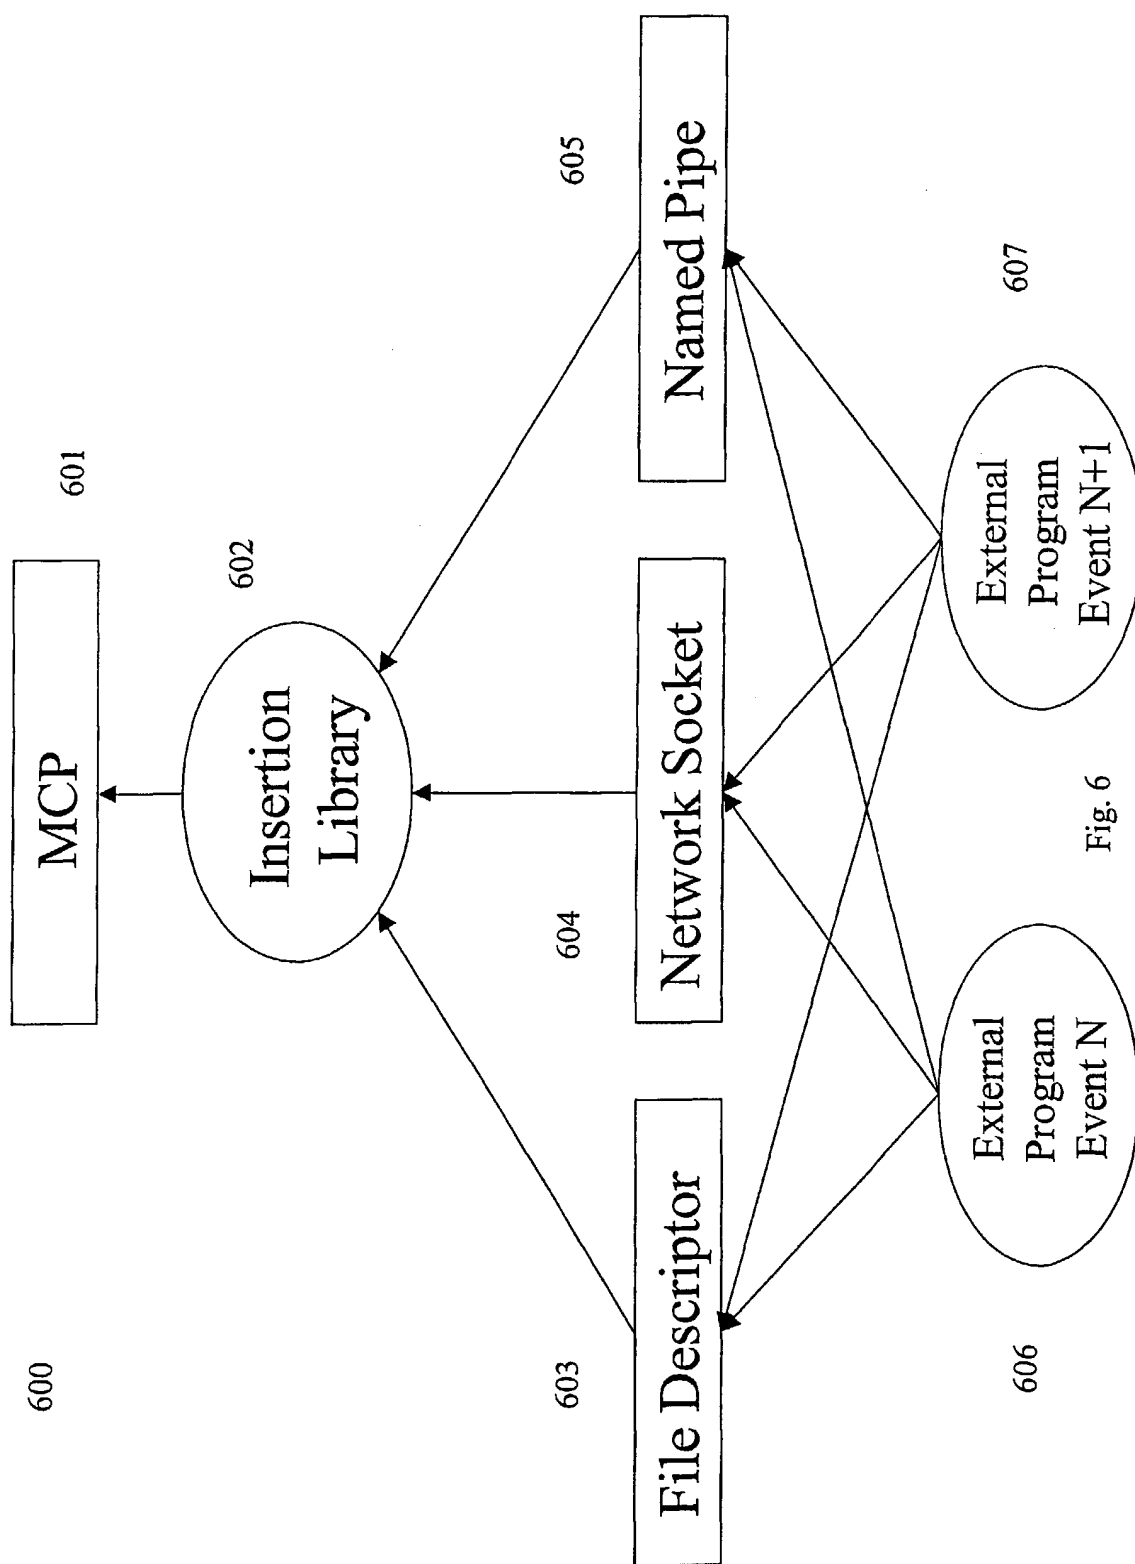 600
601
MCP
602
Insertion
Library
603
604
605
File Descriptor
Network Socket
Named Pipe
606
607
External
Program
Event N
External
Program
Event N+1
Fig. 6